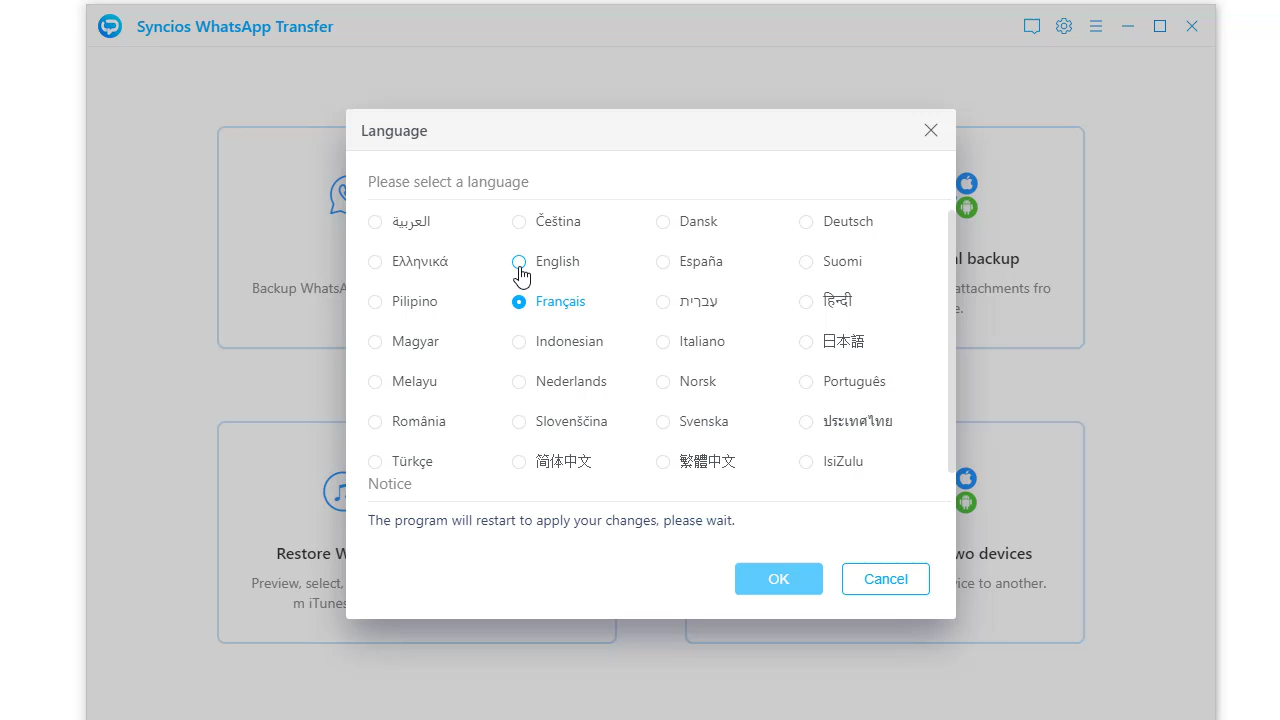 Syncios WhatsApp Transfer
Language
Please select a language
العربية
Čeština
Dansk
Deutsch
Ελληνικά
English
España
Suomi
Pilipino
Français
עברית
हिन्दी
Magyar
Indonesian
Italiano
日本語
Melayu
Nederlands
Norsk
Português
România
Slovenščina
Svenska
ประเทศไทย
Türkçe
简体中文
繁體中文
IsiZulu
Notice
The program will restart to apply your changes, please wait.
OK
Cancel
Backup WhatsA
l backup
attachments fro
e.
Restore W
Preview, select,
m iTunes
wo devices
vice to another.